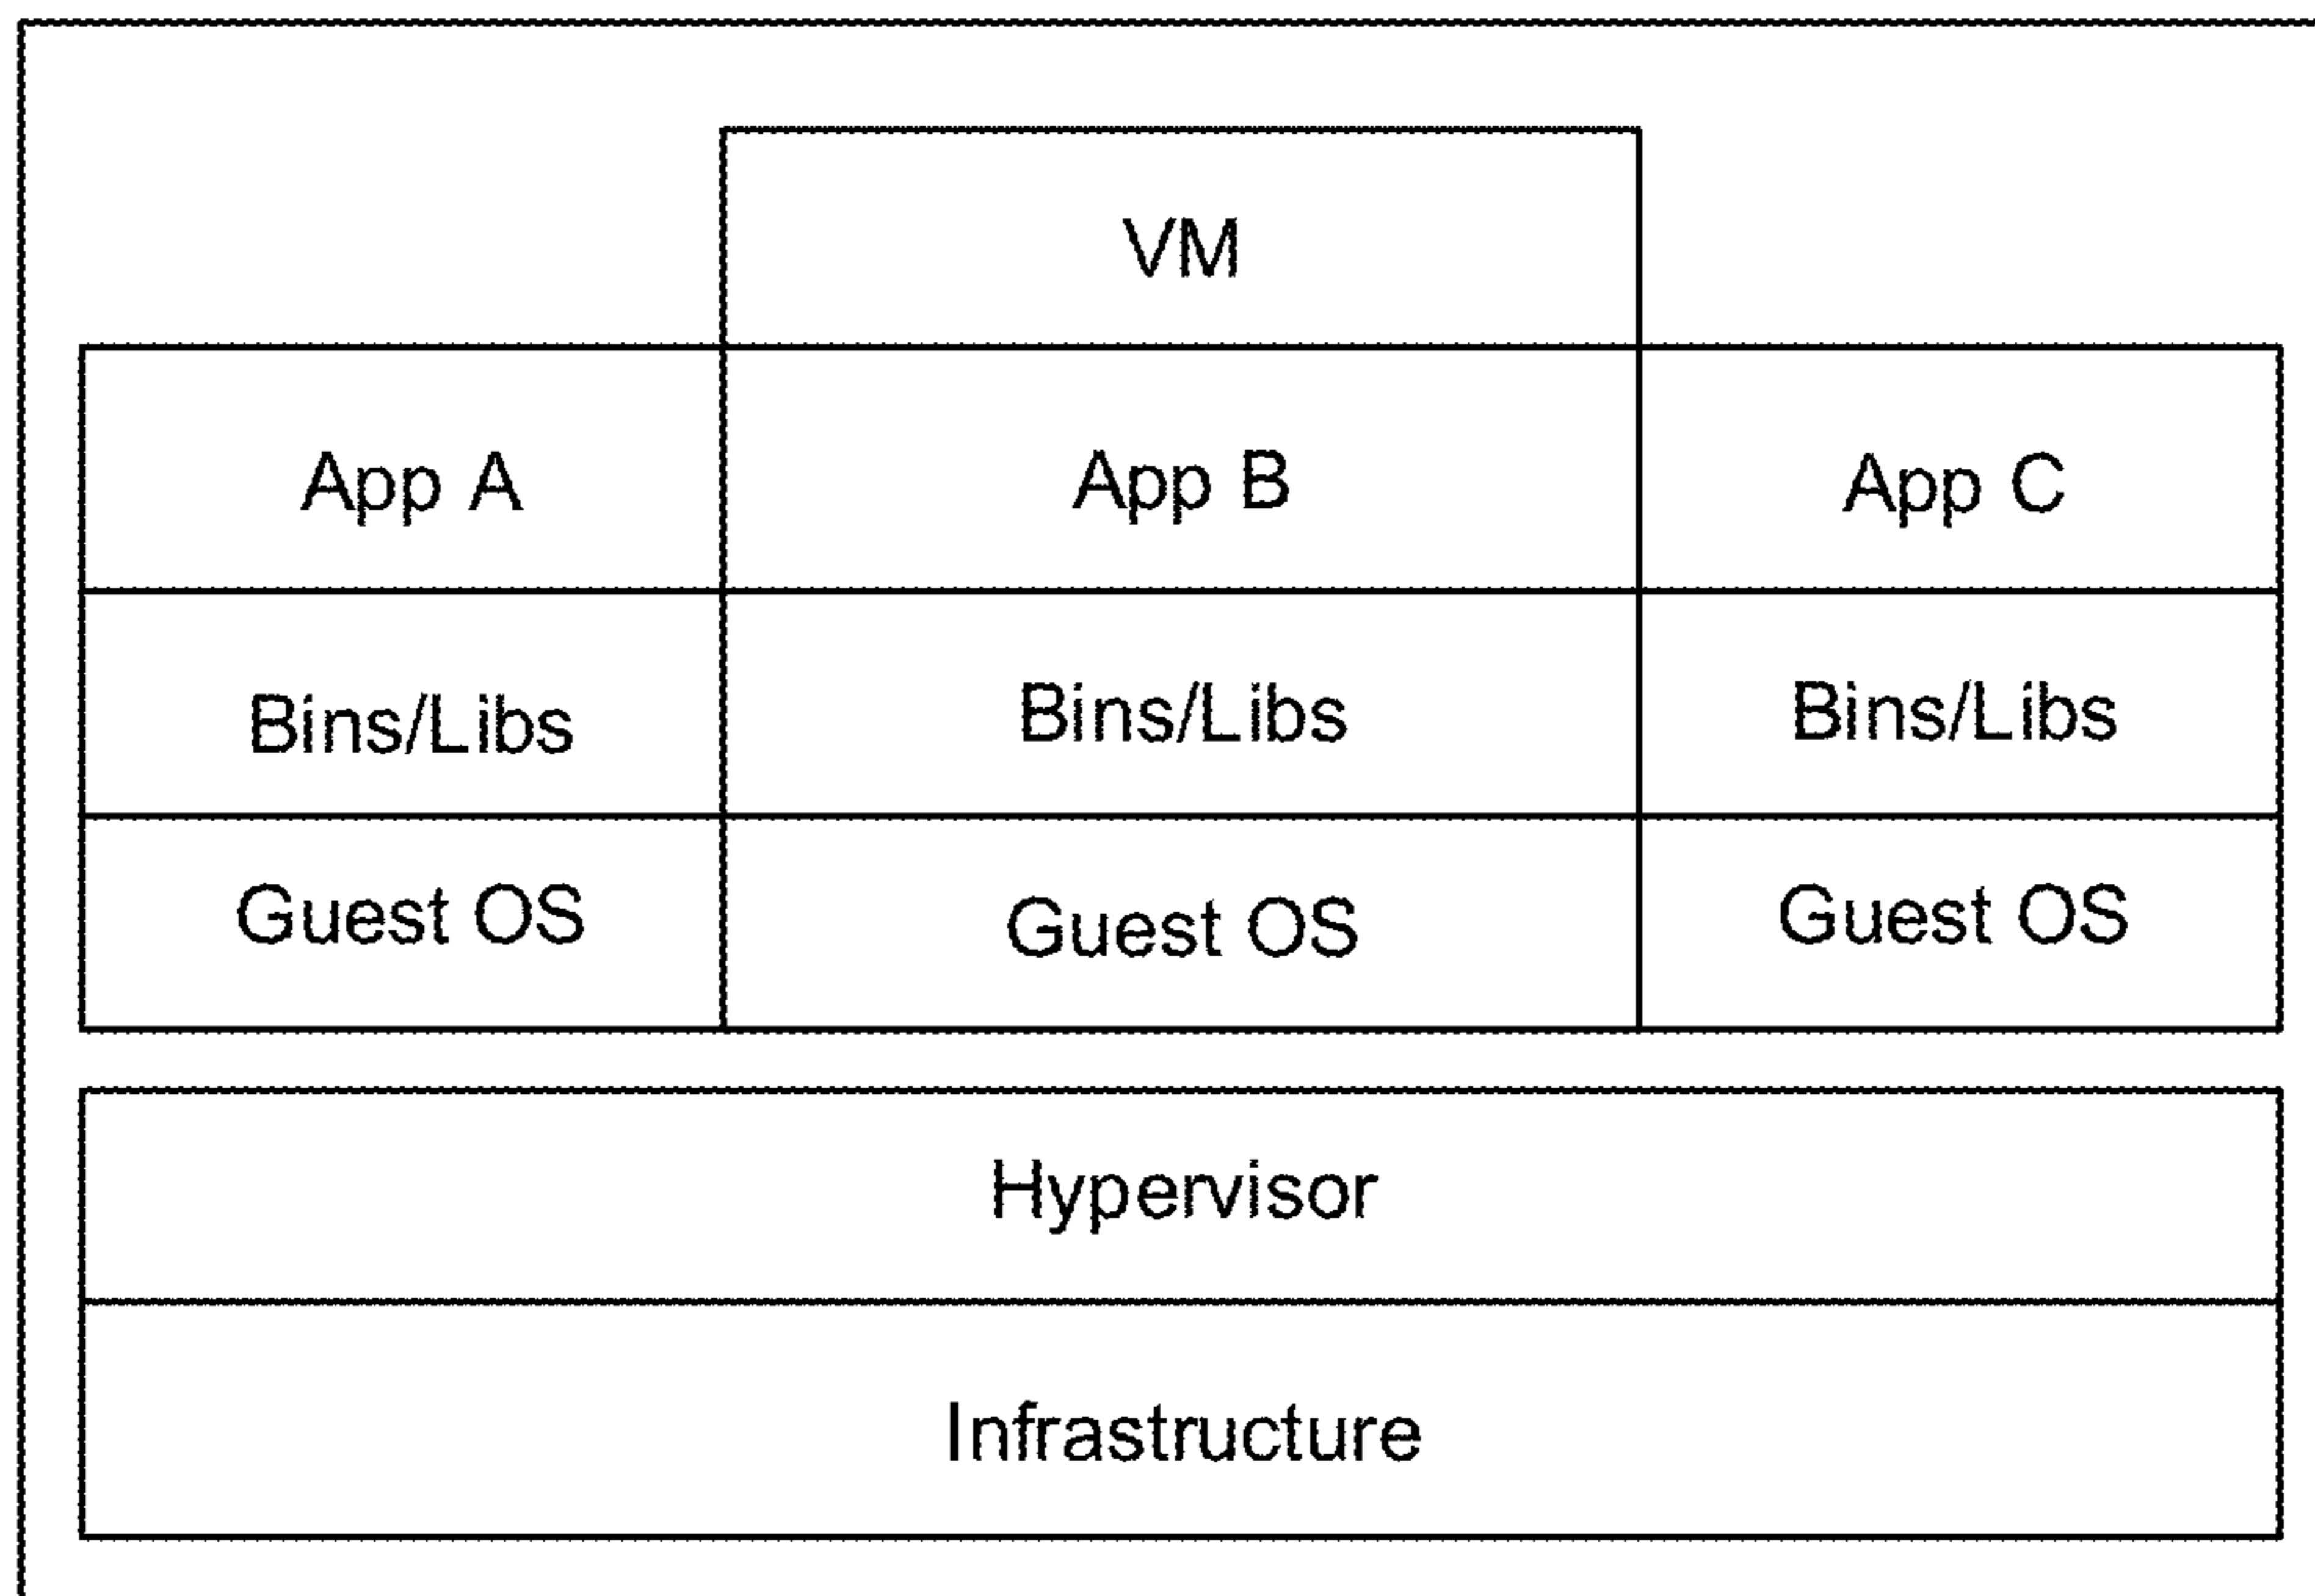 VM
App A App B App C
Bins/Libs Bins/Libs Bins/Libs
Guest OS Guest OS Guest OS
Hypervisor
Infrastructure